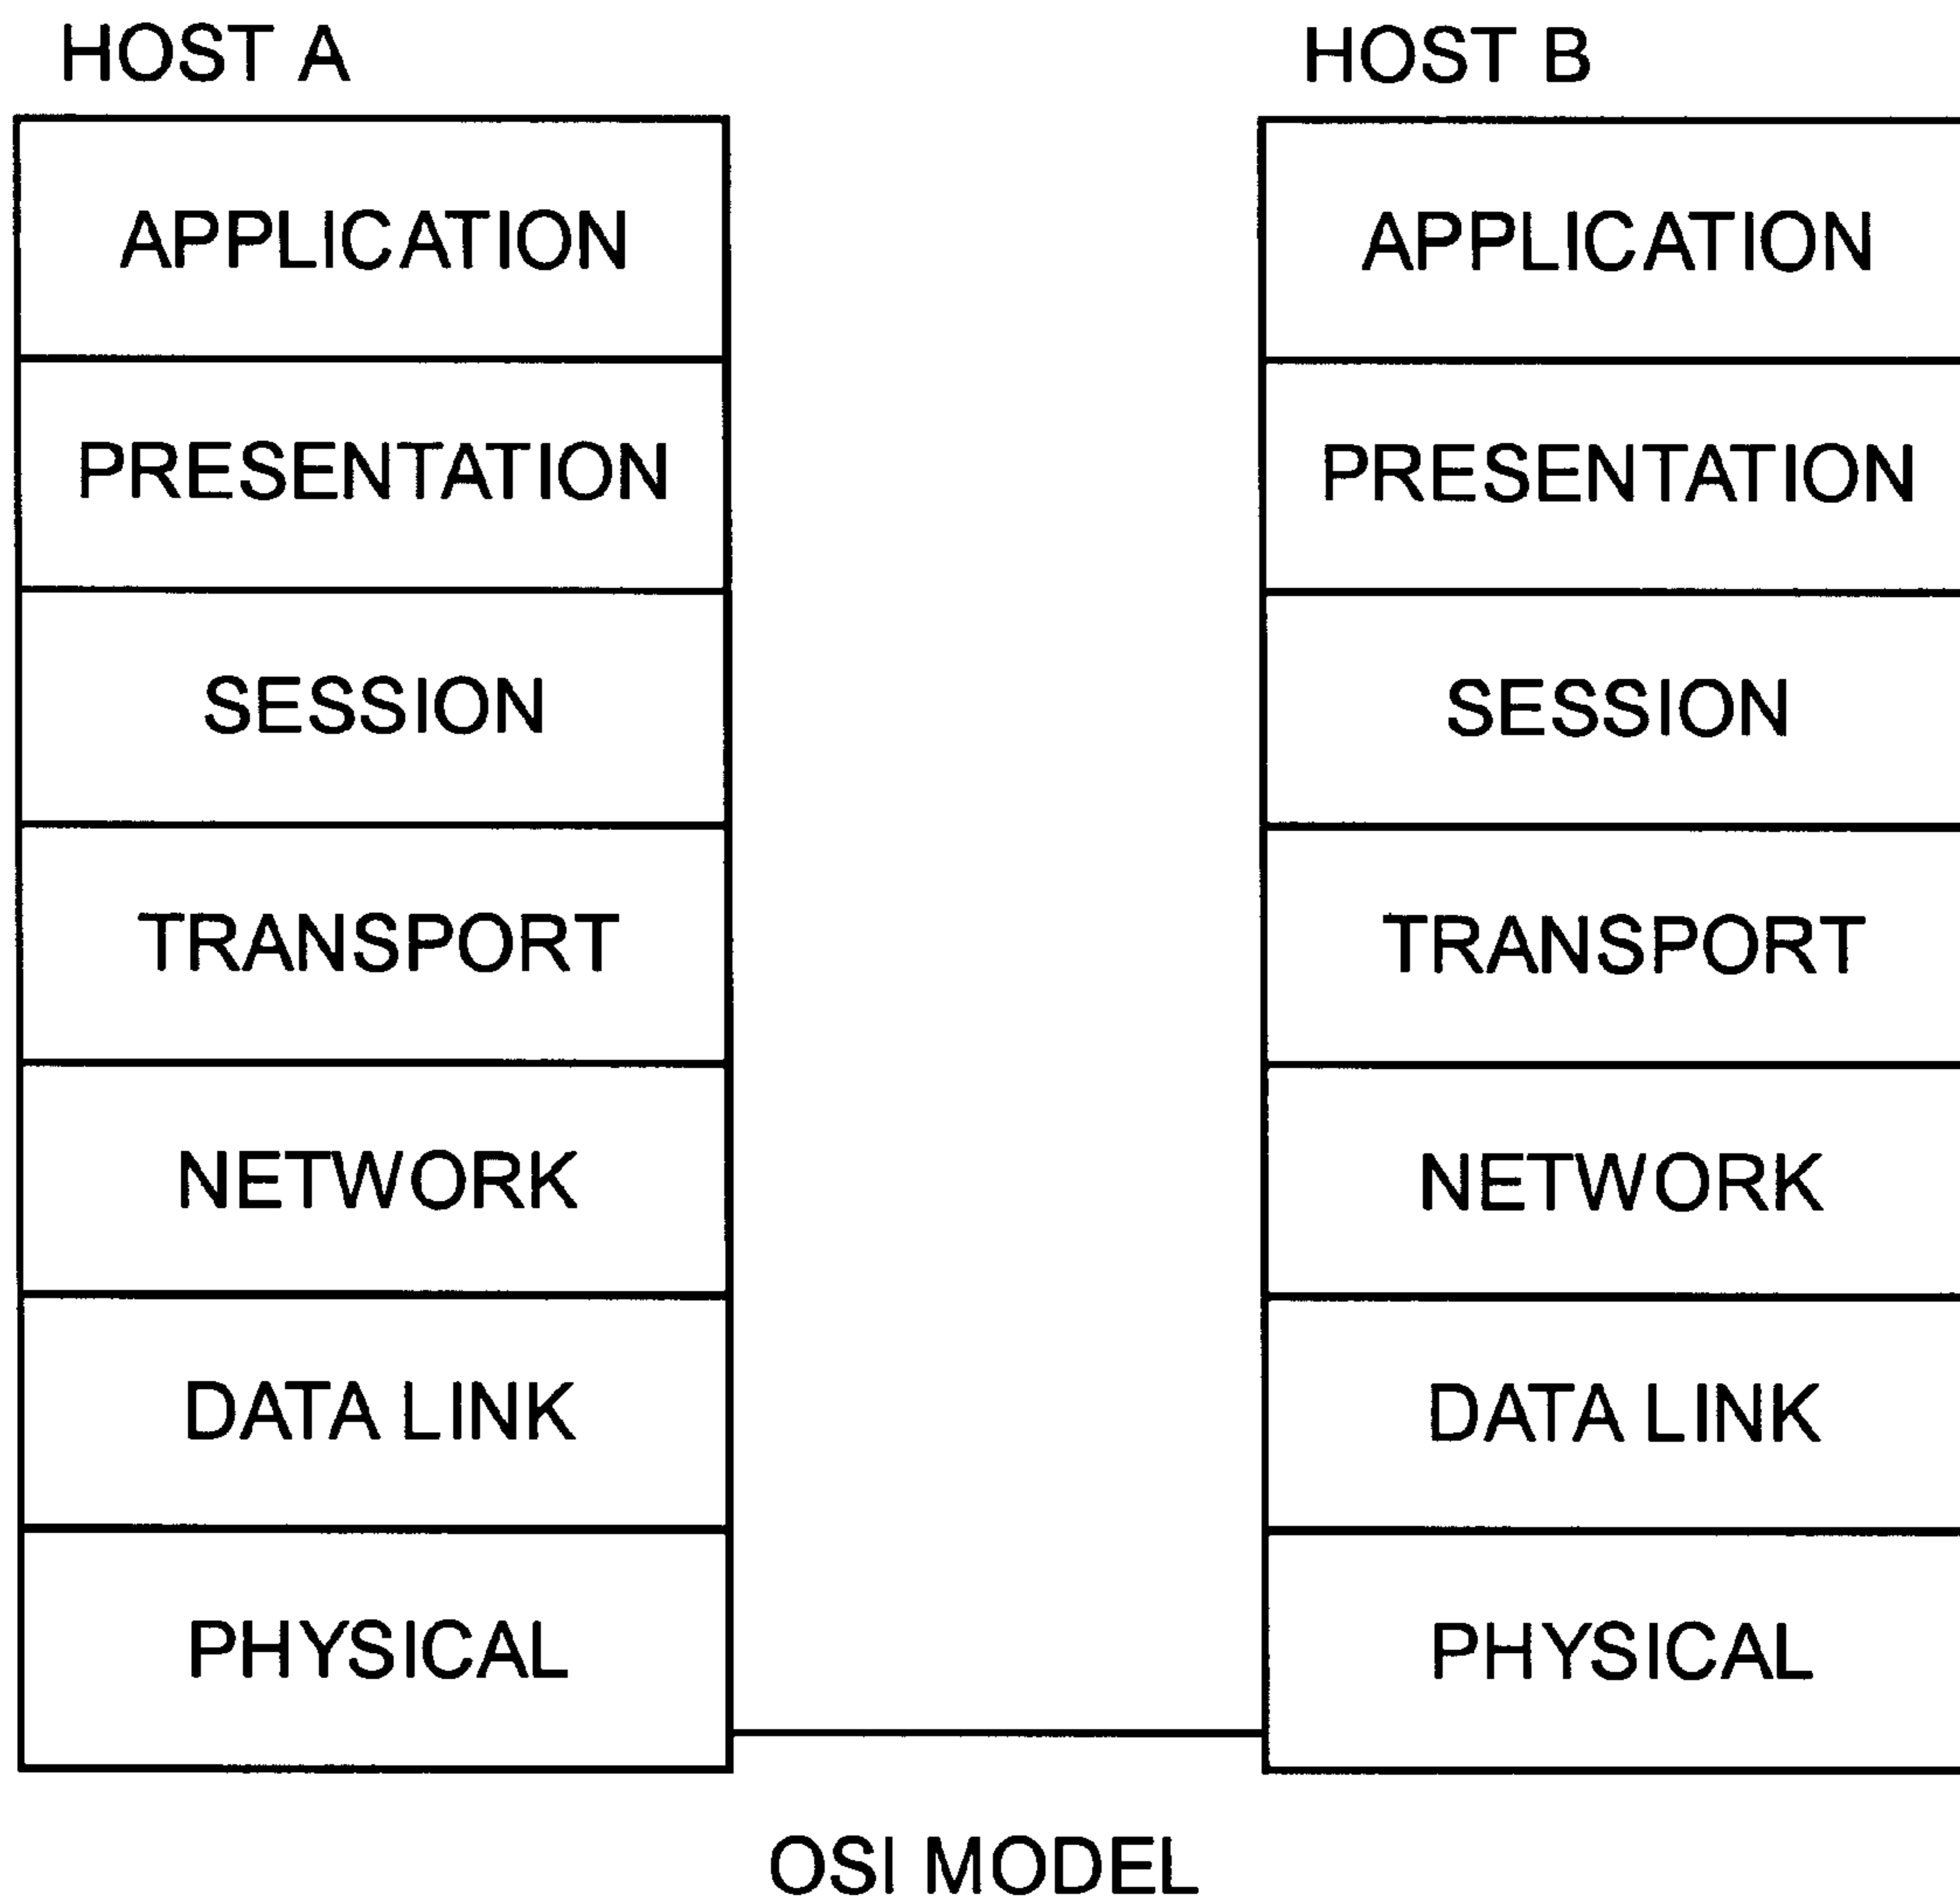 HOST A
HOST B
APPLICATION
APPLICATION
PRESENTATION
PRESENTATION
SESSION
SESSION
TRANSPORT
TRANSPORT
NETWORK
NETWORK
DATA LINK
DATA LINK
PHYSICAL
PHYSICAL
OSI MODEL